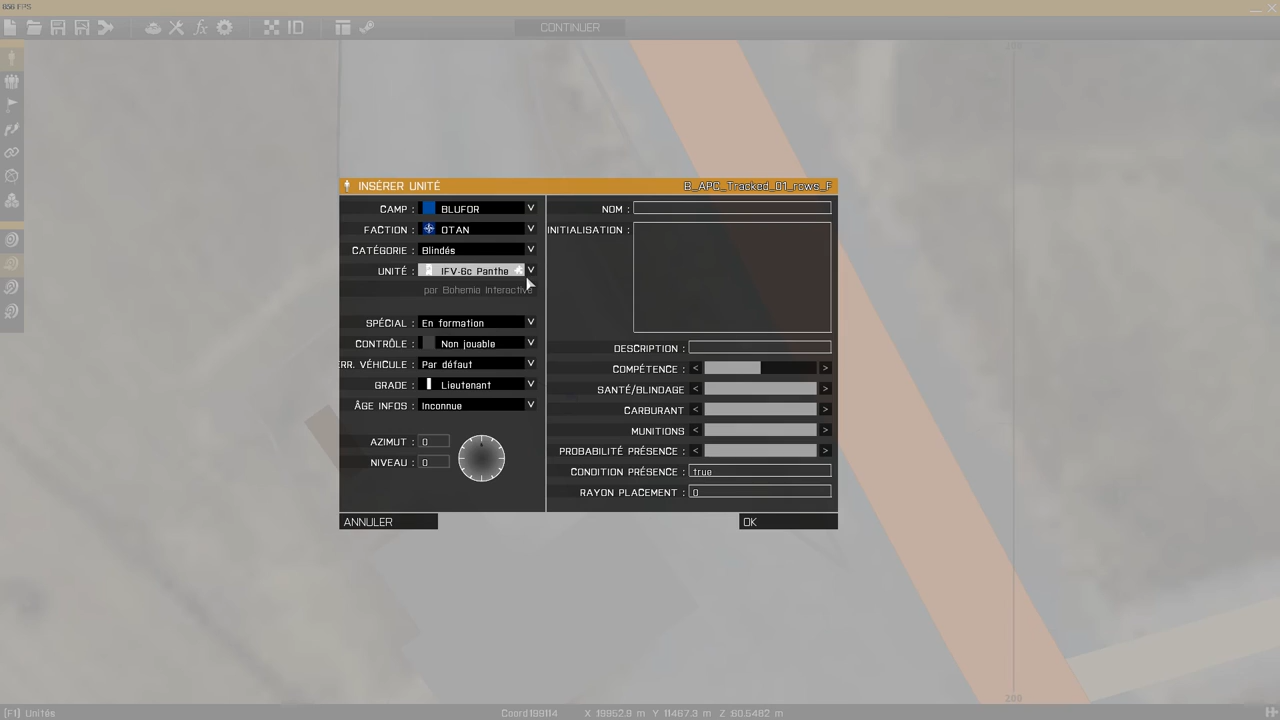 856 FPS
ID
CONTINUER
INSÉRER UNITÉ
B_APC_Tracked_01_rcws_F
CAMP :
BLUFOR
FACTION :
OTAN
CATÉGORIE :
Blindés
UNITÉ :
IFV-6c Panthe
par Bohemia Interactive
SPÉCIAL :
En formation
CONTRÔLE :
Non jouable
ERR. VÉHICULE :
Par défaut
GRADE :
Lieutenant
ÂGE INFOS :
Inconnue
AZIMUT :
0
NIVEAU :
0
NOM :
INITIALISATION :
DESCRIPTION :
COMPÉTENCE :
SANTÉ/BLINDAGE
CARBURANT
MUNITIONS
PROBABILITÉ PRÉSENCE :
CONDITION PRÉSENCE :
true
RAYON PLACEMENT :
0
ANNULER
OK
200
[F1] Unités
Coord199114
X 19952.9 m Y 11467.3 m Z 60.5482 m